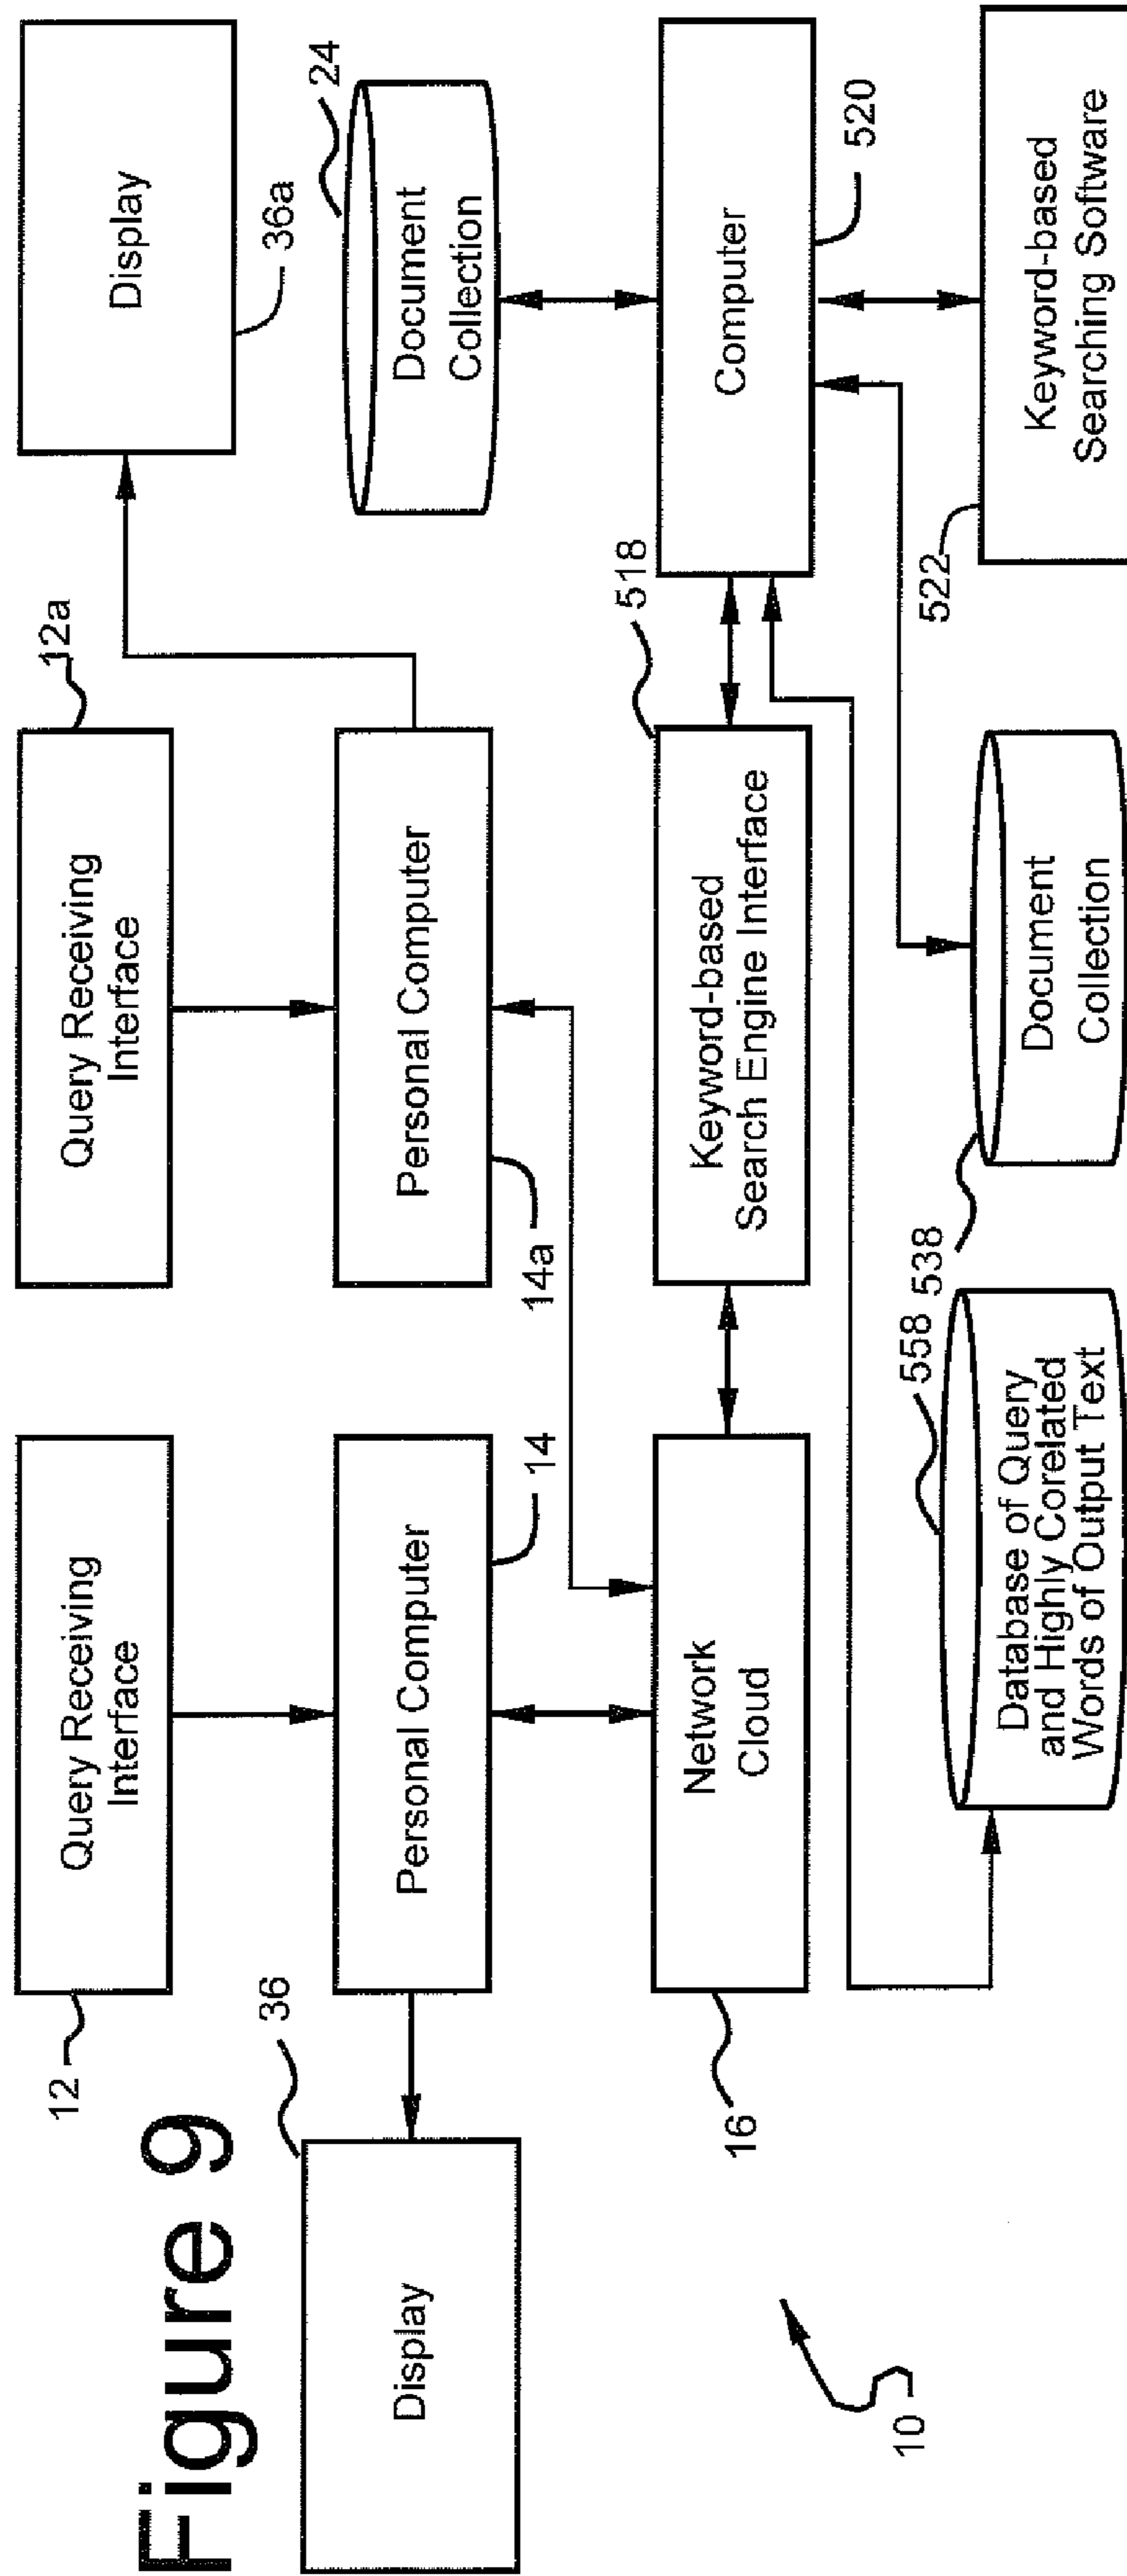 Figure 9
12
Query Receiving
Interface
12a
Query Receiving
Interface
Display
36a
36
Display
Personal Computer
14
Personal Computer
14a
24
Document
Collection
16
Network
Cloud
Keyword-based
Search Engine Interface
518
Computer
520
10
558
Database of Query
and Highly Corelated
Words of Output Text
538
Document
Collection
522
Keyword-based
Searching Software